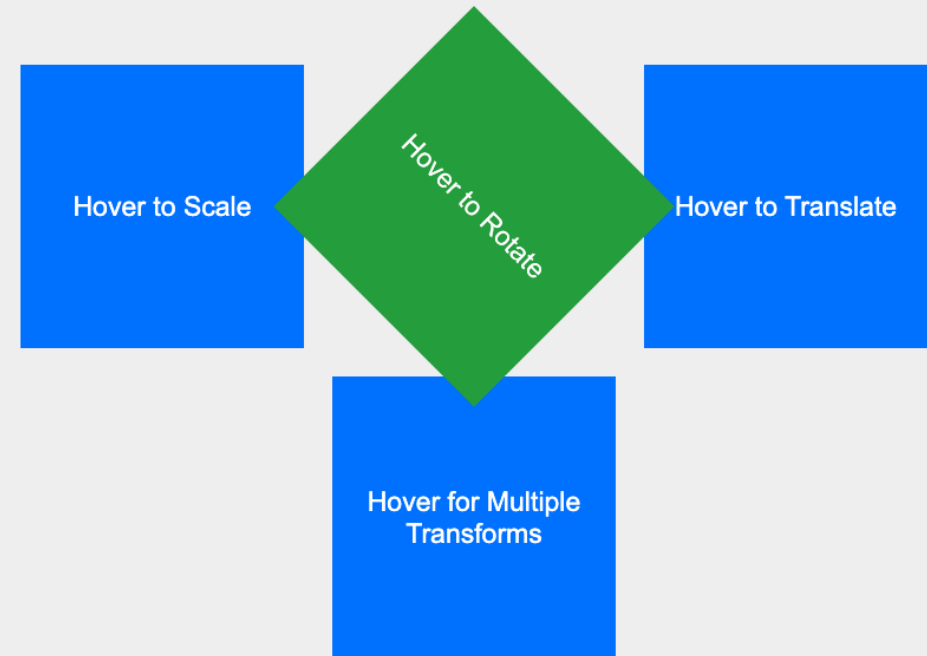 Hover to Scale
Hover to Rotate
Hover to Translate
Hover for Multiple
Transforms